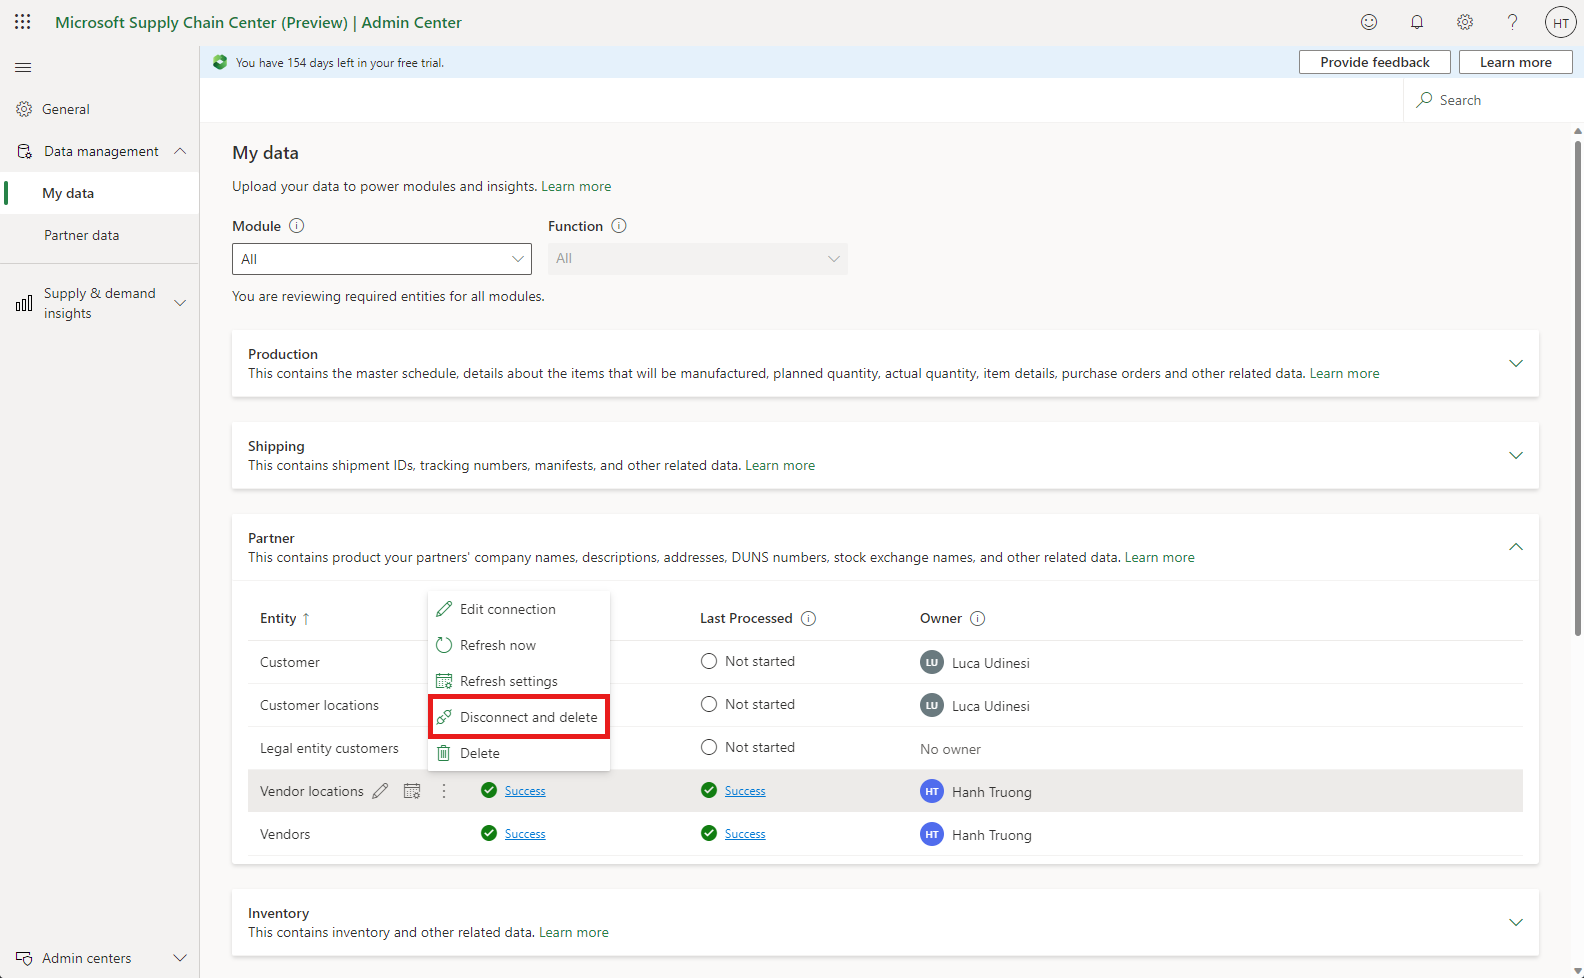 Microsoft Supply Chain Center (Preview) | Admin Center
HT
You have 154 days left in your free trial.
Provide feedback
Learn more
General
Data management
My data
Partner data
Supply & demand
insights
Admin centers
Search
My data
Upload your data to power modules and insights. Learn more
Module
Function
All
All
You are reviewing required entities for all modules.
Production
This contains the master schedule, details about the items that will be manufactured, planned quantity, actual quantity, item details, purchase orders and other related data. Learn more
Shipping
This contains shipment IDs, tracking numbers, manifests, and other related data. Learn more
Partner
This contains product your partners' company names, descriptions, addresses, DUNS numbers, stock exchange names, and other related data. Learn more
Entity ↑
Last Processed
Owner
Edit connection
Refresh now
Refresh settings
Disconnect and delete
Delete
Customer
Not started
LU Luca Udinesi
Customer locations
Not started
LU Luca Udinesi
Legal entity customers
Not started
No owner
Vendor locations
Success
Success
HT Hanh Truong
Vendors
Success
Success
HT Hanh Truong
Inventory
This contains inventory and other related data. Learn more